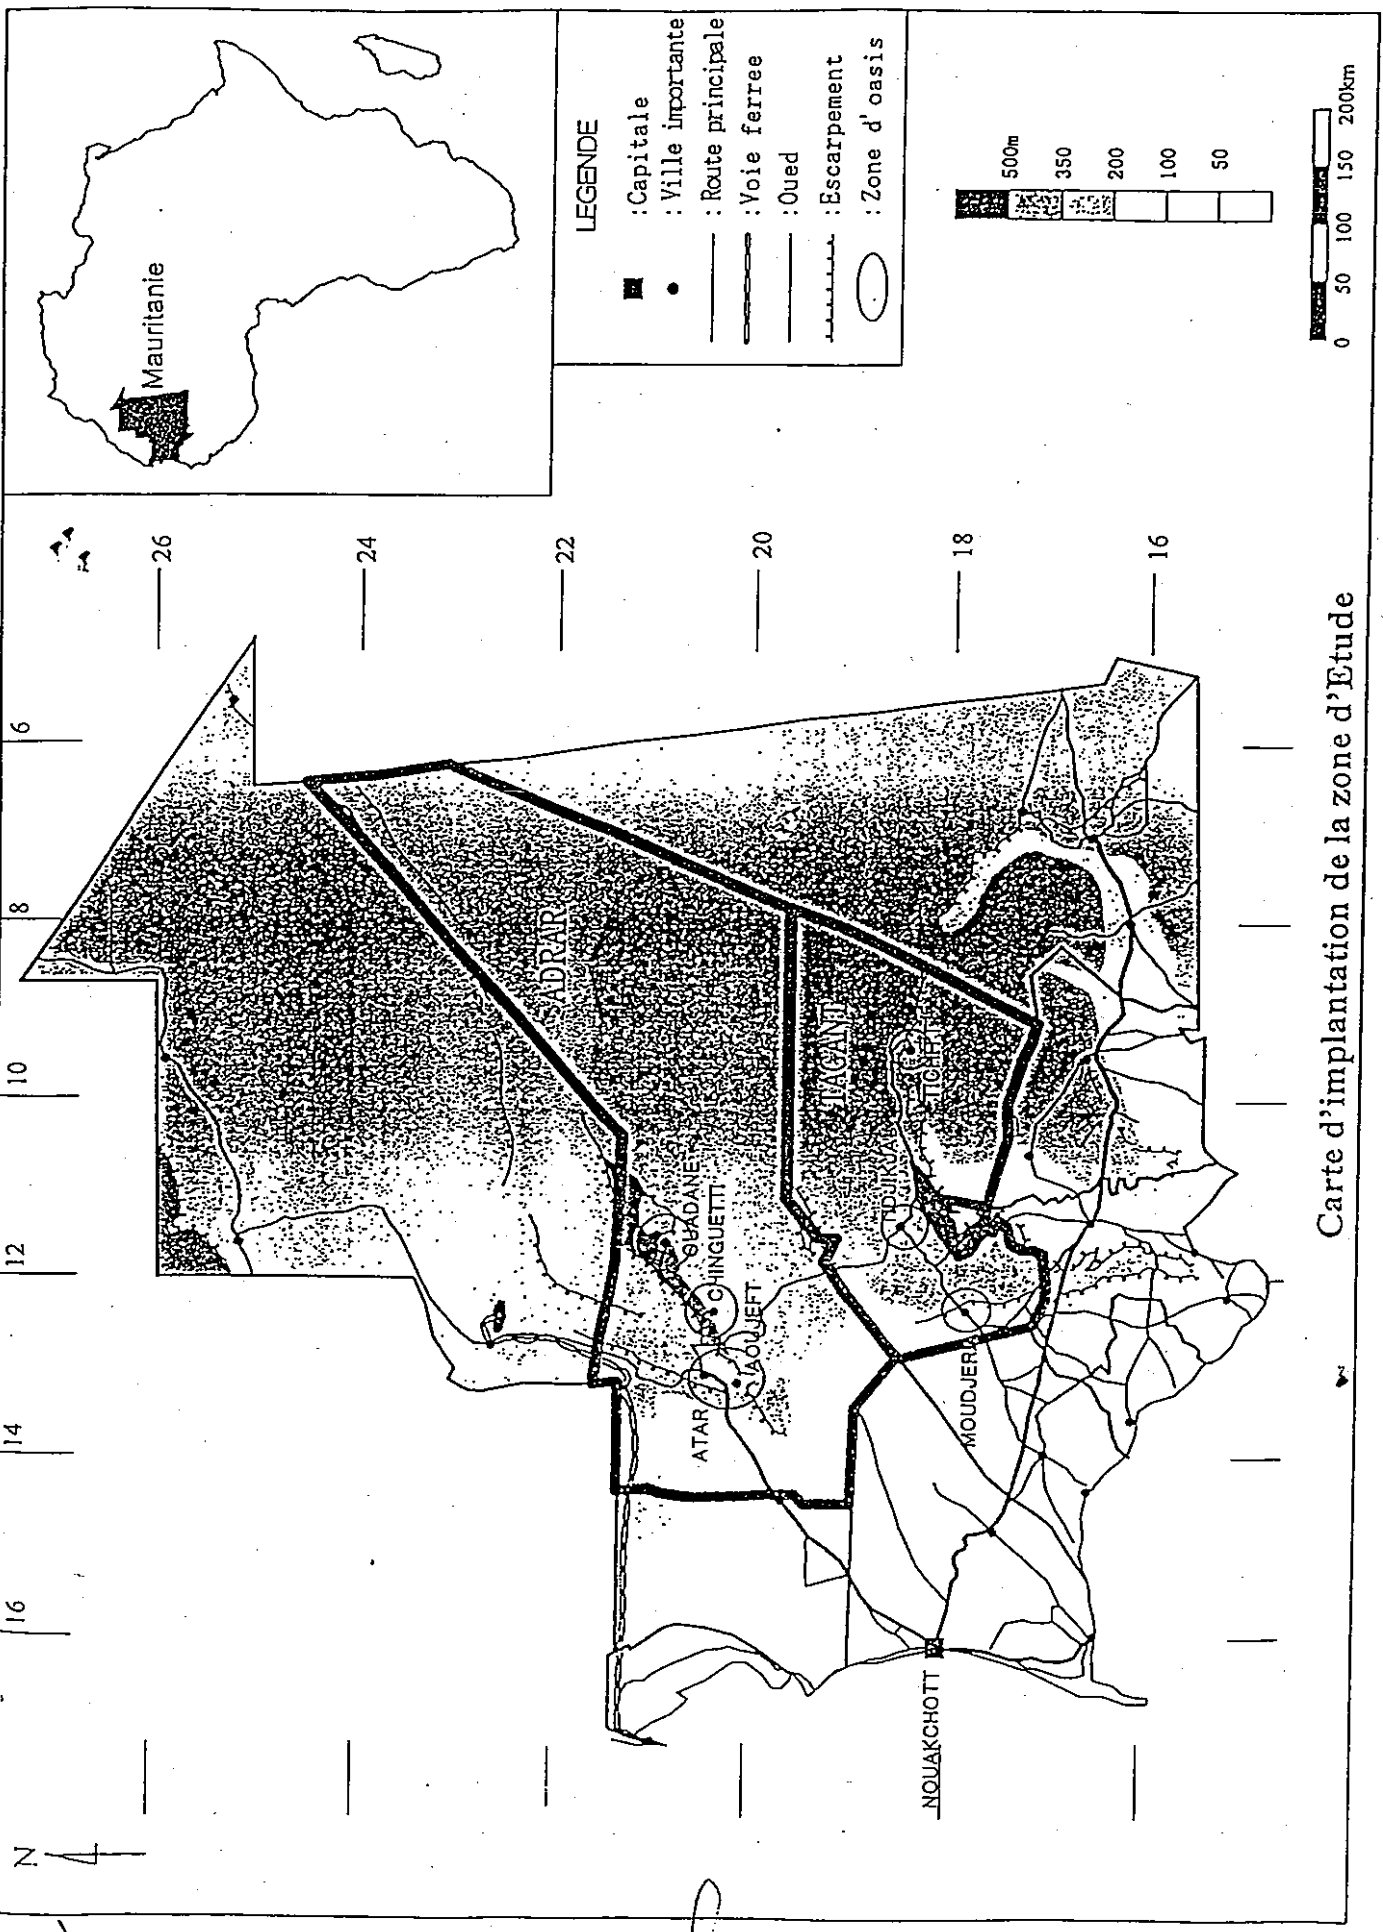 Mauritanie
LEGENDE
:Capitale
:Ville importante
:Route principale
:Voie ferree
:Oued
:Escarpement
:Zone d'oasis
500m
350
200
100
50
0 50 100 150 200km
N
16
14
12
10
8
6
26
24
22
20
18
16
ADRAR
TAGANT
OUADANE
CHINGUETTI
ATAR
AOUJEFT
TIDJIKJA
TICHIT
MOUDJERIA
NOUAKCHOTT
Carte d'implantation de la zone d'Etude